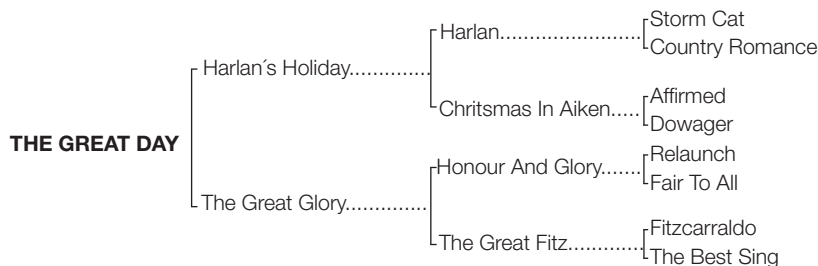 Storm Cat
Harlan
Country Romance
Harlan´s Holiday
Affirmed
Chritsmas In Aiken
Dowager
THE GREAT DAY
Relaunch
Honour And Glory
Fair To All
The Great Glory
Fitzcarraldo
The Great Fitz
The Best Sing